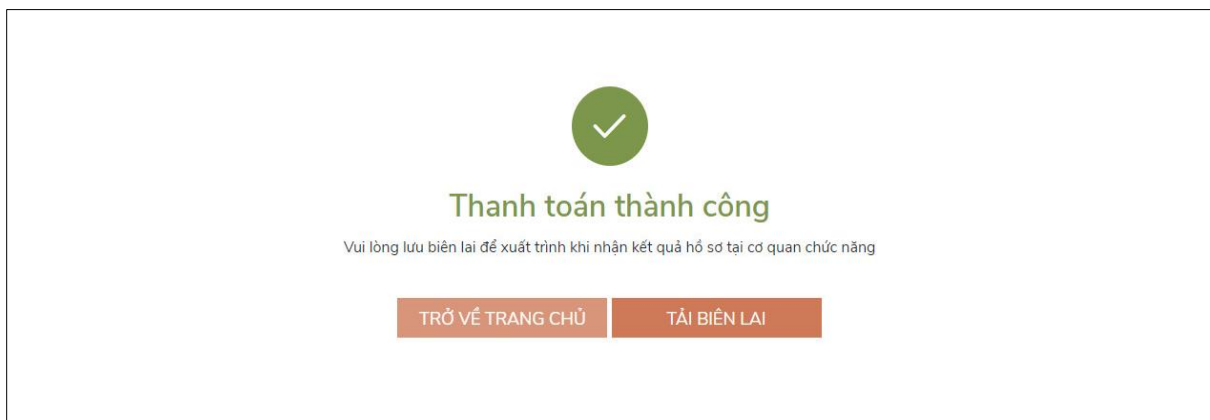 Thanh toán thành công
Vui lòng lưu biên lai để xuất trình khi nhận kết quả hồ sơ tại cơ quan chức năng
TRỞ VỀ TRANG CHỦ
TẢI BIÊN LAI